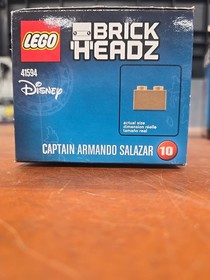 LEGO
BRICK
HEADZ
41594
Disney
actual size
dimension réelle
tamaño real
CAPTAIN ARMANDO SALAZAR 10